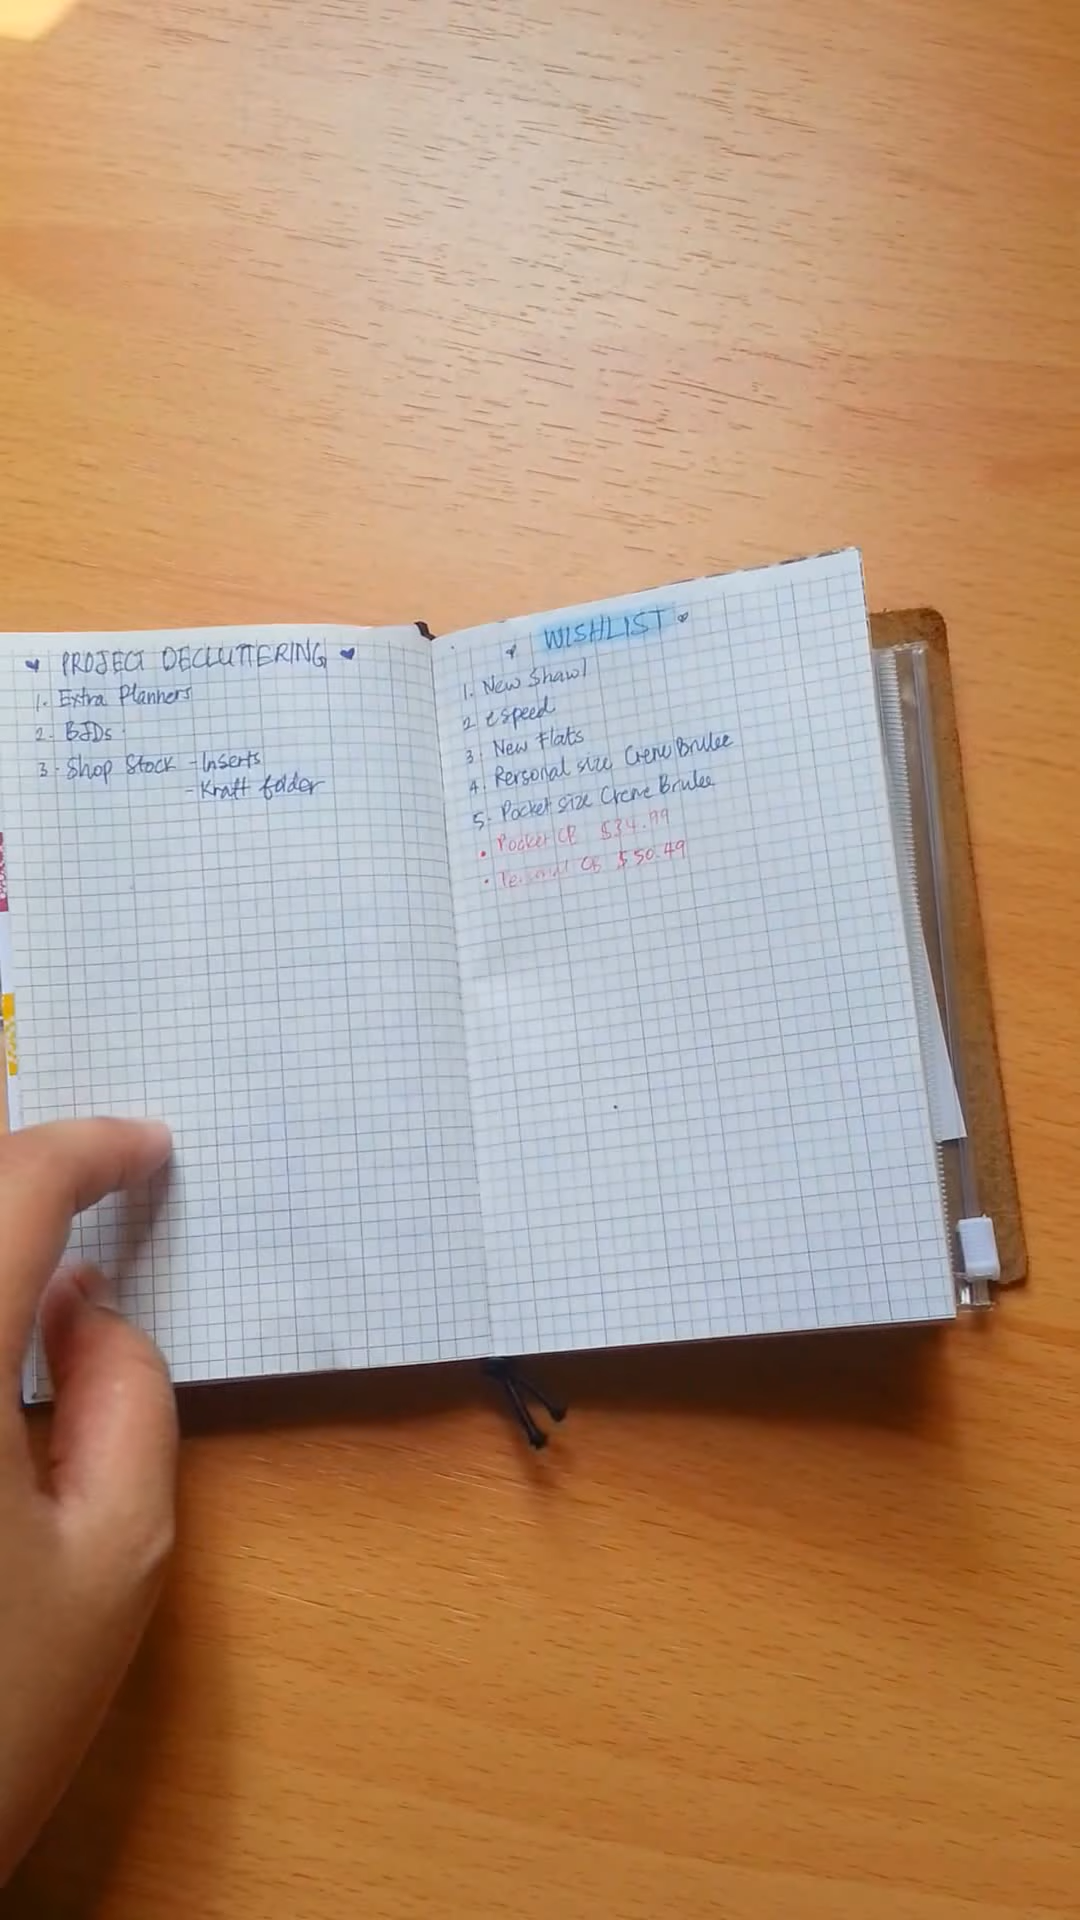 PROJECT DECLUTTERING
1. Extra Planners
2. BJDs
3. Shop Stock - Inserts
- Kraft folder
WISHLIST
1. New Shawl
2. espeed
3. New Flats
4. Personal size Creme Brulee
5. Pocket size Creme Brulee
• Pocket CB $34.99
• Personal CB $50.49